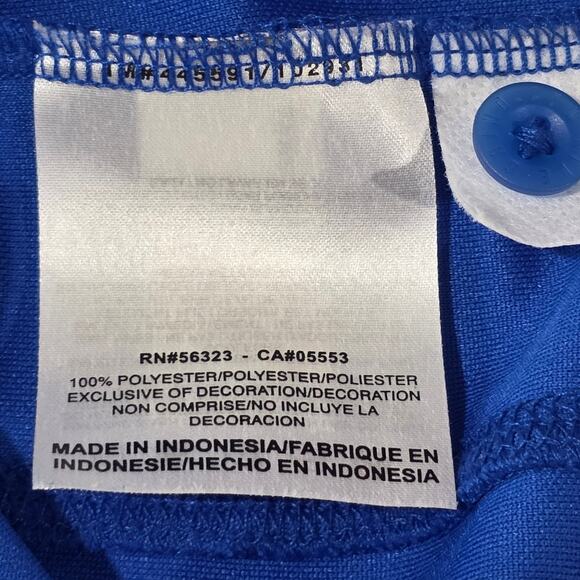 RN#56323 - CA#05553
100% POLYESTER/POLYESTER/POLIESTER
EXCLUSIVE OF DECORATION/DECORATION
NON COMPRISE/NO INCLUYE LA
DECORACION
MADE IN INDONESIA/FABRIQUE EN
INDONESIE/HECHO EN INDONESIA